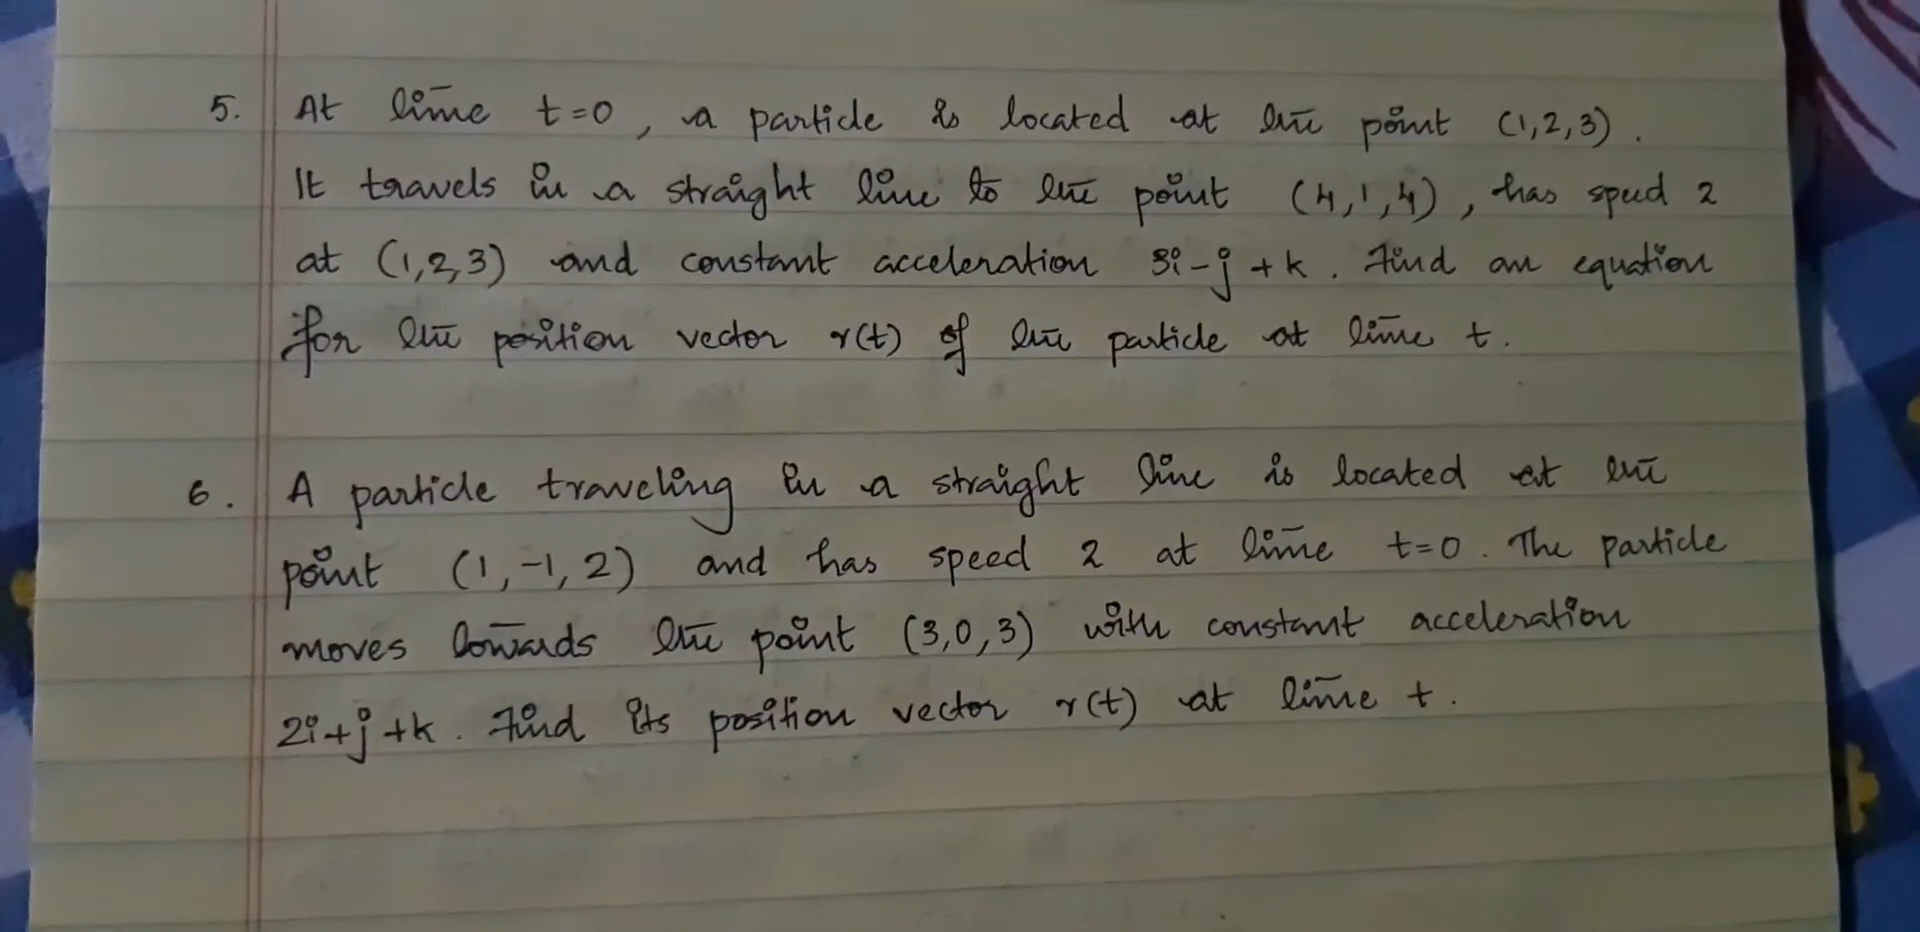 5. At time t=0, a particle is located at the point (1,2,3).
It travels in a straight line to the point (4,1,4), has speed 2
at (1,2,3) and constant acceleration 3i-j+k. Find an equation
for the position vector r(t) of the particle at time t.
6. A particle traveling in a straight line is located at the
point (1,-1,2) and has speed 2 at time t=0. The particle
moves towards the point (3,0,3) with constant acceleration
2i+j+k. Find its position vector r(t) at time t.